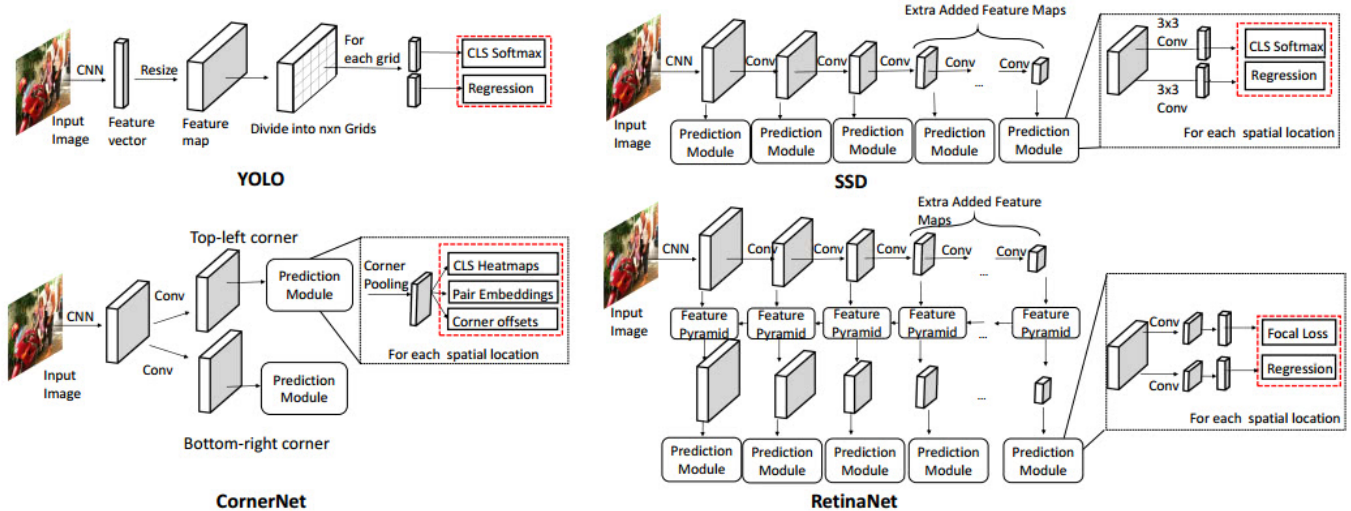 CNN
Resize
For
each grid
CLS Softmax
Regression
Input
Image
Feature
vector
Feature
map
Divide into nxn Grids
YOLO
Extra Added Feature Maps
CNN
Conv
Conv
Conv
Conv
Conv
...
Input
Image
Prediction
Module
Prediction
Module
Prediction
Module
Prediction
Module
Prediction
Module
3x3
Conv
CLS Softmax
Regression
3x3
Conv
For each spatial location
SSD
Top-left corner
CNN
Conv
Conv
Prediction
Module
Prediction
Module
Corner
Pooling
CLS Heatmaps
Pair Embeddings
Corner offsets
For each spatial location
Input
Image
Bottom-right corner
CornerNet
Extra Added Feature
Maps
CNN
Conv
Conv
Conv
Conv
Conv
...
Input
Image
Feature
Pyramid
Feature
Pyramid
Feature
Pyramid
Feature
Pyramid
...
Feature
Pyramid
...
Prediction
Module
Prediction
Module
Prediction
Module
Prediction
Module
Prediction
Module
Conv
Focal Loss
Regression
Conv
For each spatial location
RetinaNet